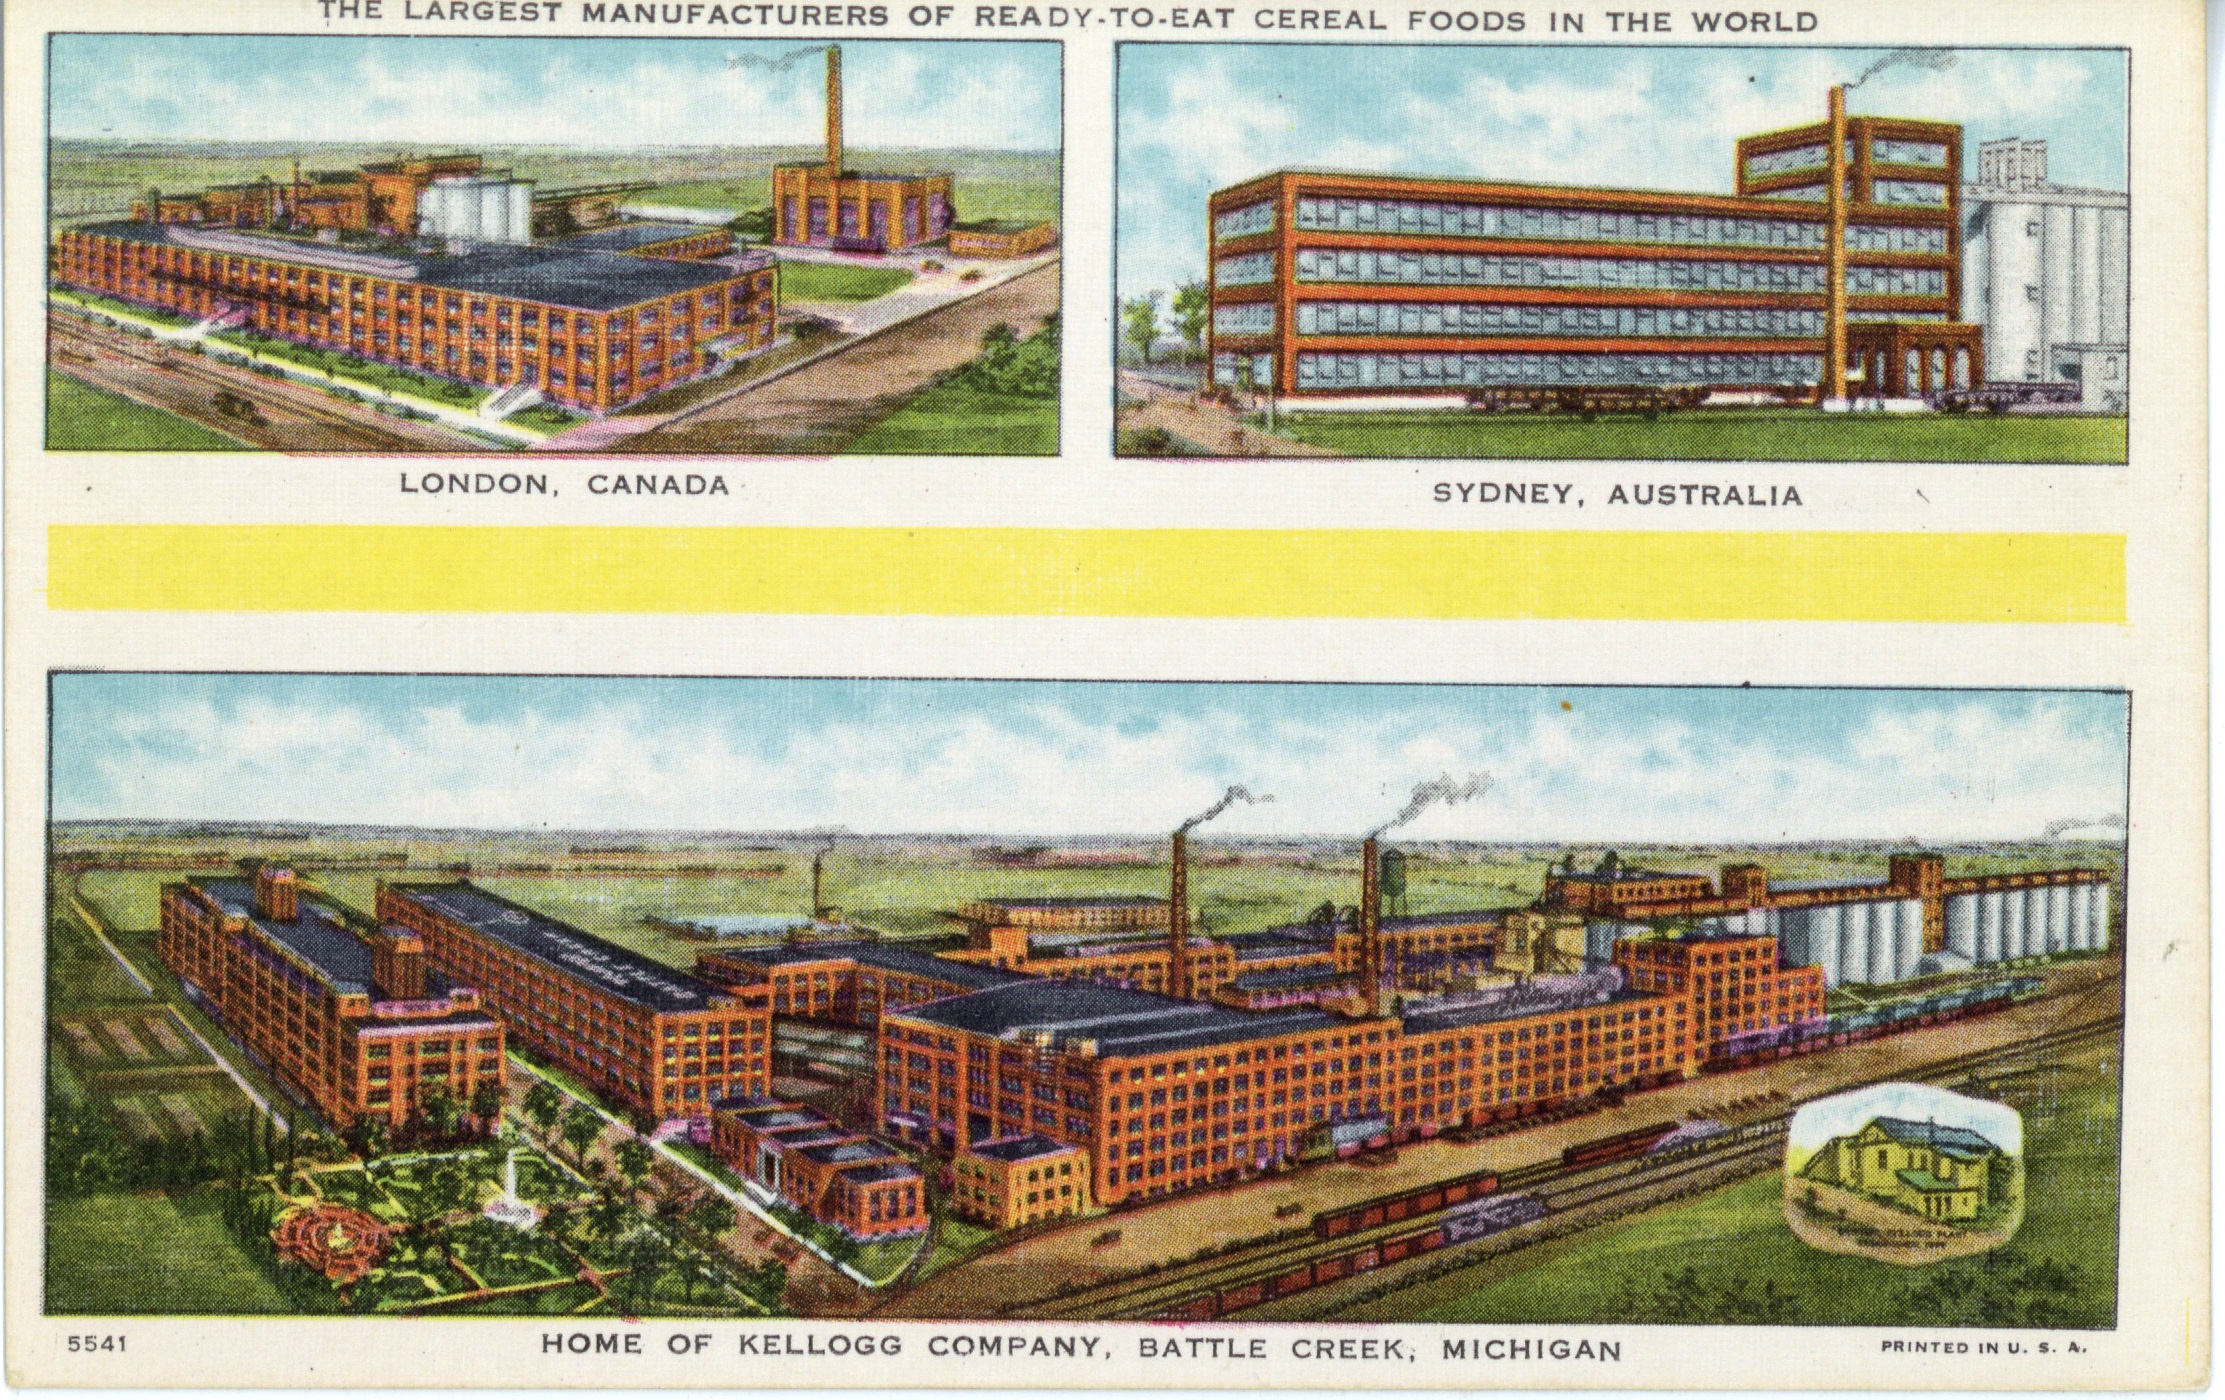 THE LARGEST MANUFACTURERS OF READY-TO-EAT CEREAL FOODS IN THE WORLD
LONDON, CANADA
SYDNEY, AUSTRALIA
PLANT
5541
HOME OF KELLOGG COMPANY, BATTLE CREEK, MICHIGAN
PRINTED IN U. S. A.